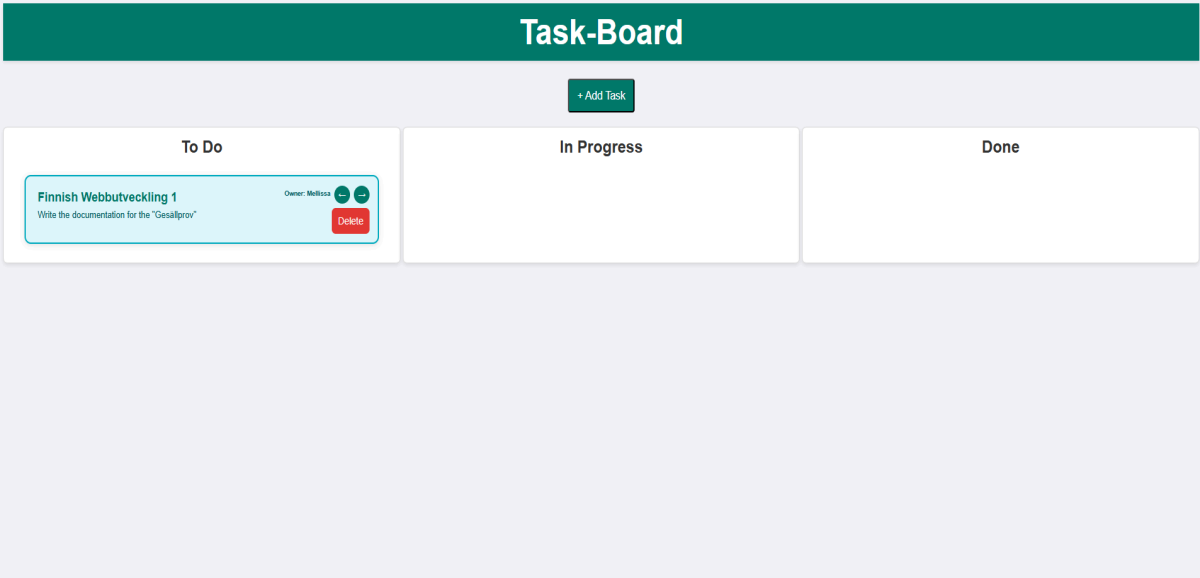 Task-Board
+ Add Task
To Do
Finnish Webbutveckling 1
Owner: Mellissa
←
→
Write the documentation for the "Gesällprov"
Delete
In Progress
Done